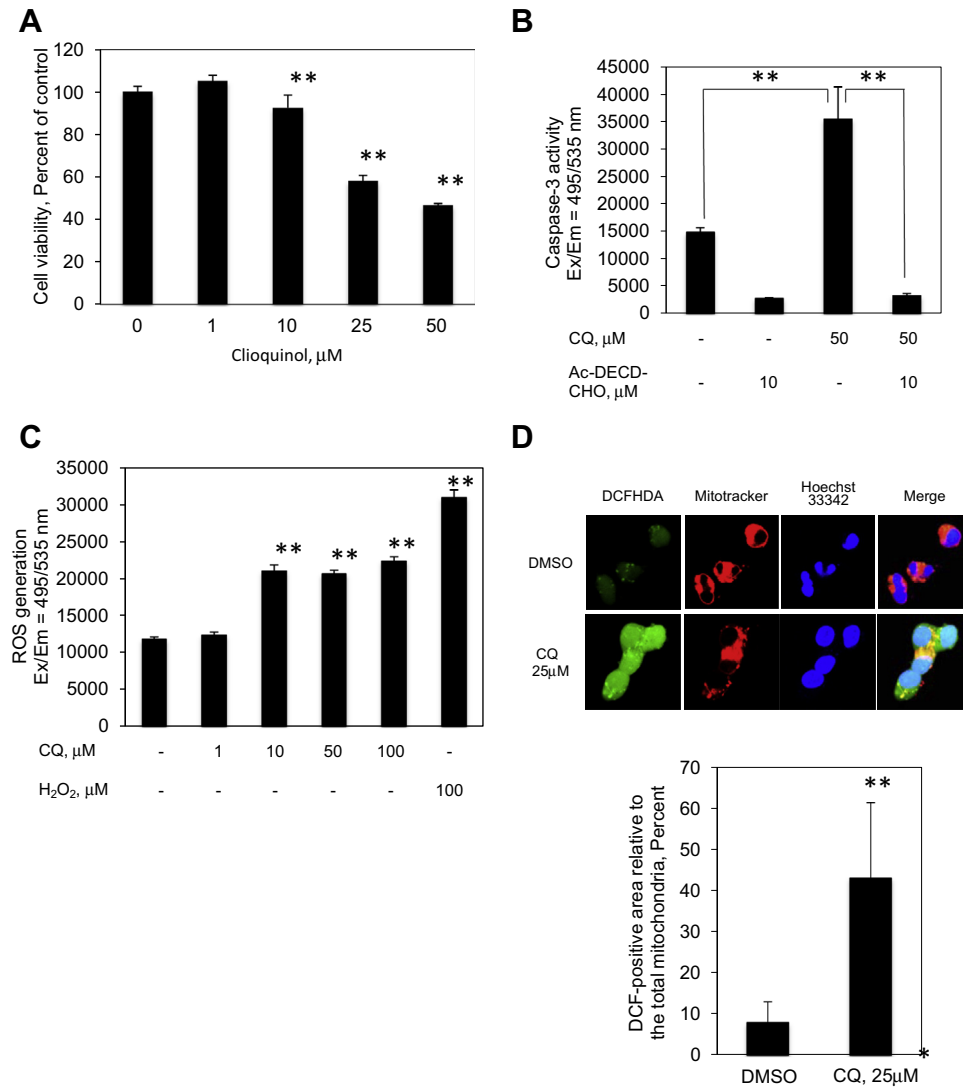 A
120
100
80
60
40
20
0
Cell viability, Percent of control
**
**
**
0 1 10 25 50
Clioquinol, μM
B
45000
40000
35000
30000
25000
20000
15000
10000
5000
0
Caspase-3 activity
Ex/Em = 495/535 nm
** **
CQ, μM - - 50 50
Ac-DECD-
CHO, μM - 10 - 10
C
35000
30000
25000
20000
15000
10000
5000
0
ROS generation
Ex/Em = 495/535 nm
** ** ** **
CQ, μM - 1 10 50 100 -
H₂O₂, μM - - - - - 100
D
DCFHDA Mitotracker Hoechst
33342 Merge
DMSO
CQ
25μM
70
60
50
40
30
20
10
0
DCF-positive area relative to
the total mitochondria, Percent
**
*
DMSO CQ, 25μM